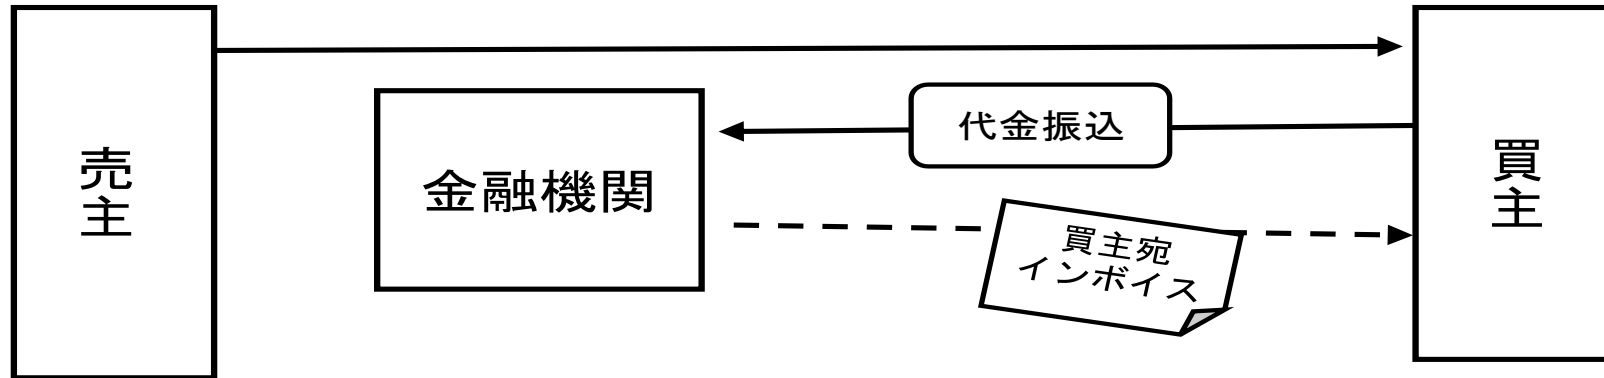 売主
金融機関
代金振込
買主宛
インボイス
買主